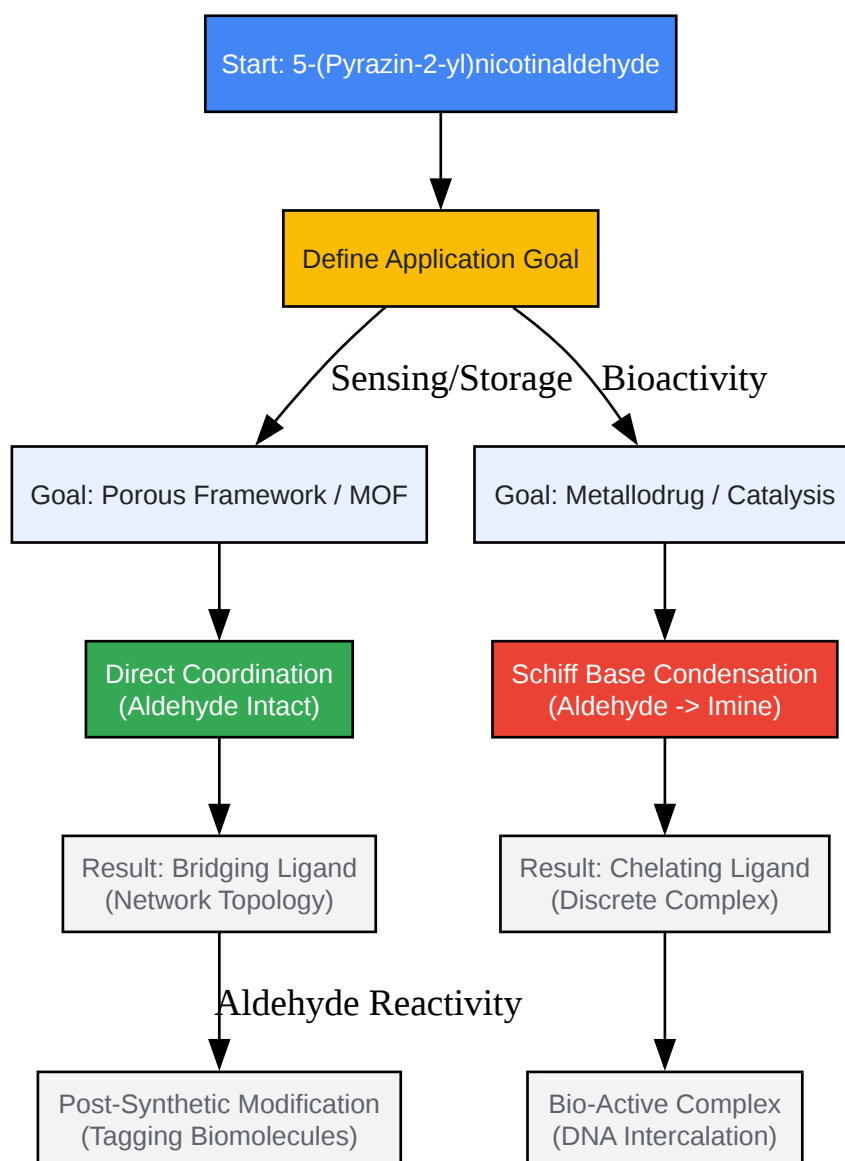 Start: 5-(Pyrazin-2-yl)nicotinaldehyde
Define Application Goal
Sensing/Storage
Bioactivity
Goal: Porous Framework / MOF
Goal: Metallodrug / Catalysis
Direct Coordination
(Aldehyde Intact)
Schiff Base Condensation
(Aldehyde -> Imine)
Result: Bridging Ligand
(Network Topology)
Result: Chelating Ligand
(Discrete Complex)
Aldehyde Reactivity
Post-Synthetic Modification
(Tagging Biomolecules)
Bio-Active Complex
(DNA Intercalation)